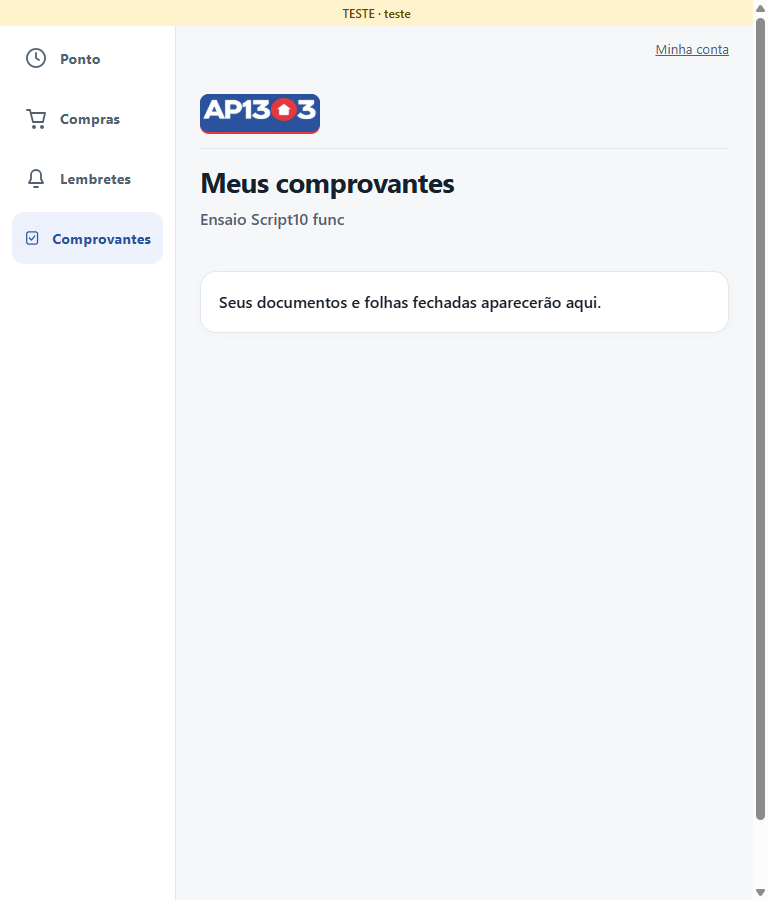 TESTE · teste
Ponto
Compras
Lembretes
Comprovantes
Minha conta
AP1303
Meus comprovantes
Ensaio Script10 func
Seus documentos e folhas fechadas aparecerão aqui.